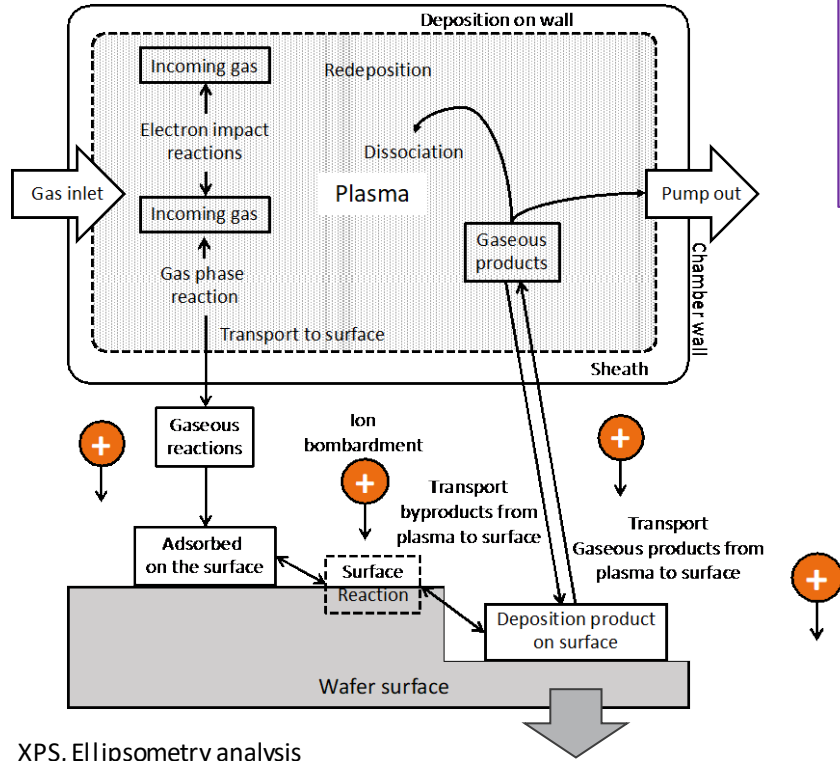 Deposition on wall
Incoming gas
Redeposition
Electron impact
reactions
Dissociation
Gas inlet
Plasma
Pump out
Incoming gas
Gaseous
products
Gas phase
reaction
Chamber wall
Transport to surface
Sheath
Gaseous
reactions
Ion
bombardment
+
+
+
+
Transport
byproducts from
plasma to surface
Transport
Gaseous products from
plasma to surface
Adsorbed
on the surface
Surface
Reaction
Deposition product
on surface
Wafer surface
XPS, Ellipsometry analysis